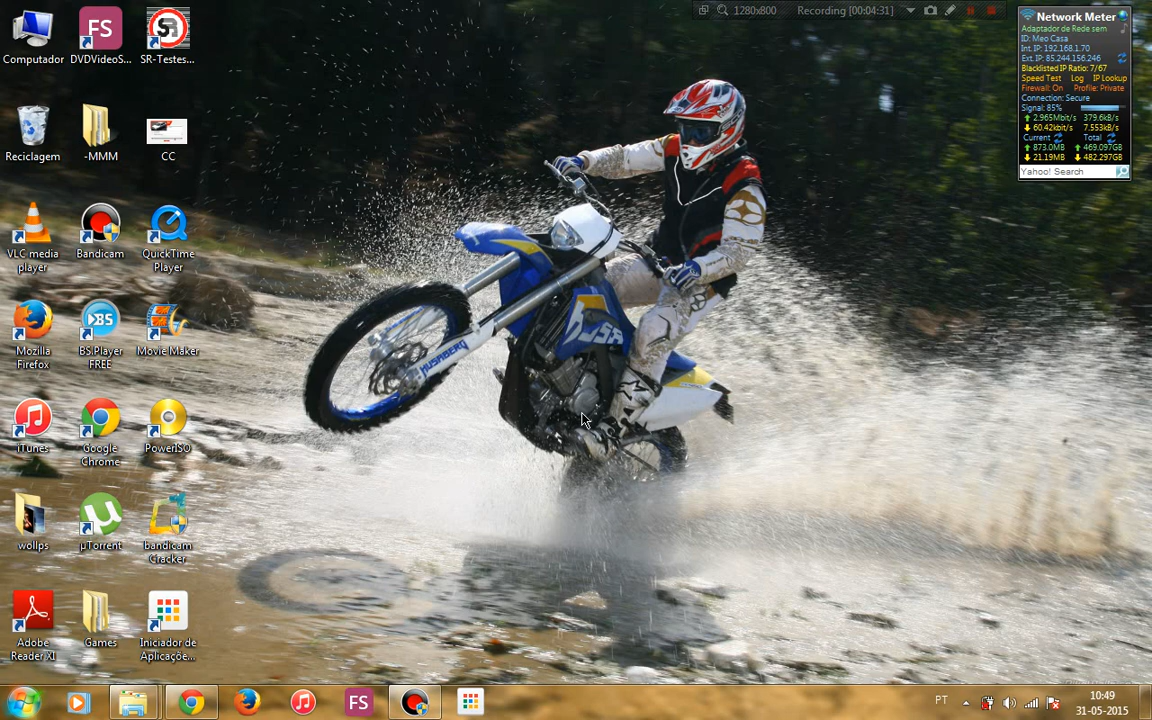 1280x800
Recording [00:04:31]
Computador
DVDVideoS...
SR-Testes...
Reciclagem
-MMM
CC
VLC media
player
Bandicam
QuickTime
Player
Mozilla
Firefox
BS.Player
FREE
Movie Maker
iTunes
Google
Chrome
PowerISO
wollps
µTorrent
bandicam
Cracker
Adobe
Reader XI
Games
Iniciador de
Aplicaçõe...
Network Meter
Adaptador de Rede sem
ID: Meo Casa
Int. IP: 192.168.1.70
Ext. IP: 85.244.156.246
Blacklisted IP Ratio: 7/67
Speed Test Log IP Lookup
Firewall: On Profile: Private
Connection: Secure
Signal: 85%
2.965Mbit/s 379.6kB/s
60.42kbit/s 7.553kB/s
Current Total
873.0MB 469.097GB
21.19MB 482.297GB
Yahoo! Search
HUSABERG
FS
FS
PT
10:49
31-05-2015